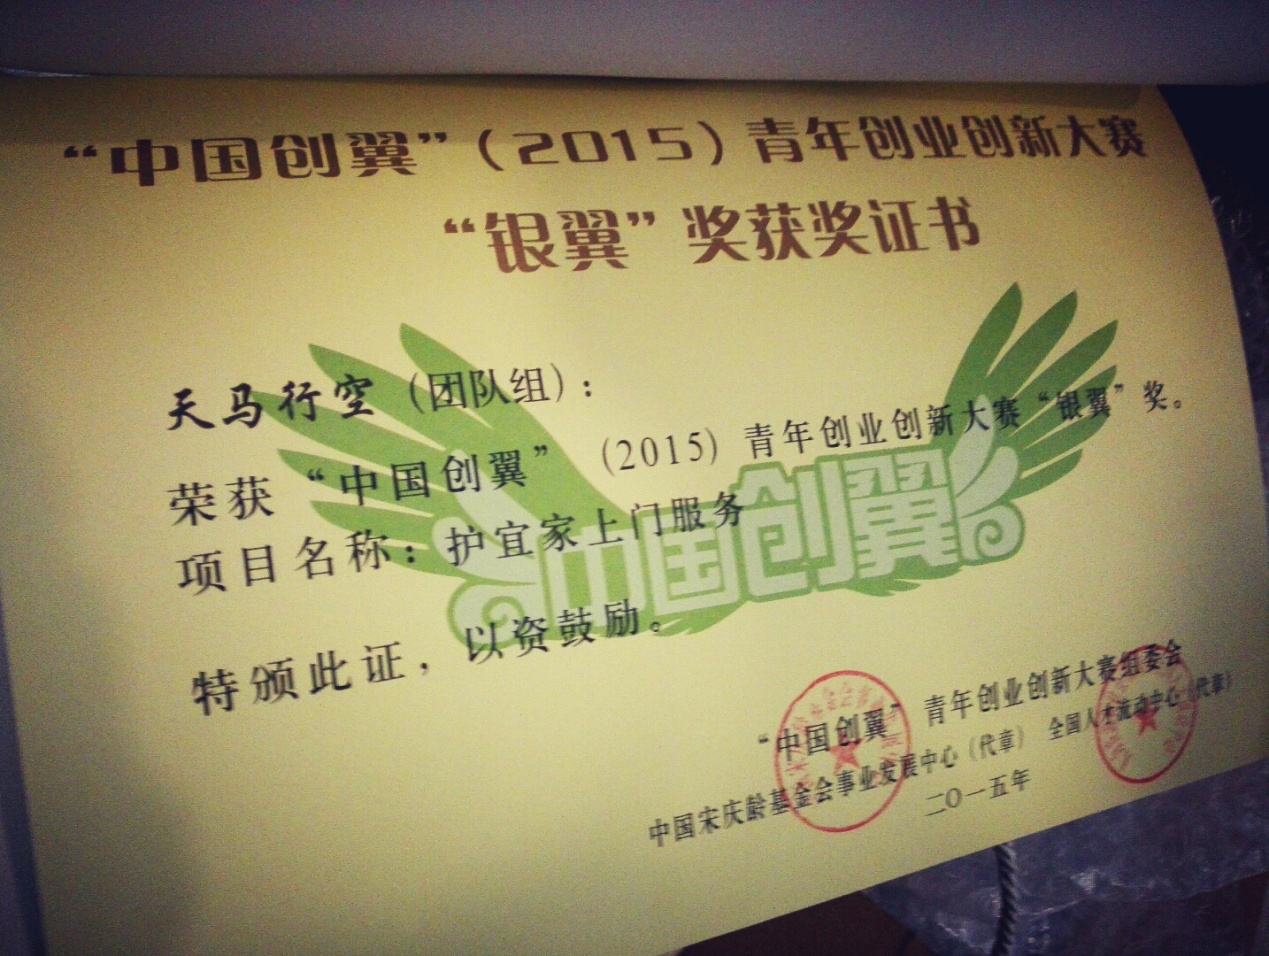 “中国创翼”（2015）青年创业创新大赛
“银翼”奖获奖证书
天马行空（团队组）：
荣获“中国创翼”（2015）青年创业创新大赛“银翼”奖。
项目名称：护宜家上门服务
中国创翼
特颁此证，以资鼓励。
“中国创翼”青年创业创新大赛组委会
中国宋庆龄基金会事业发展中心（代章） 全国人才流动中心（代章）
二〇一五年